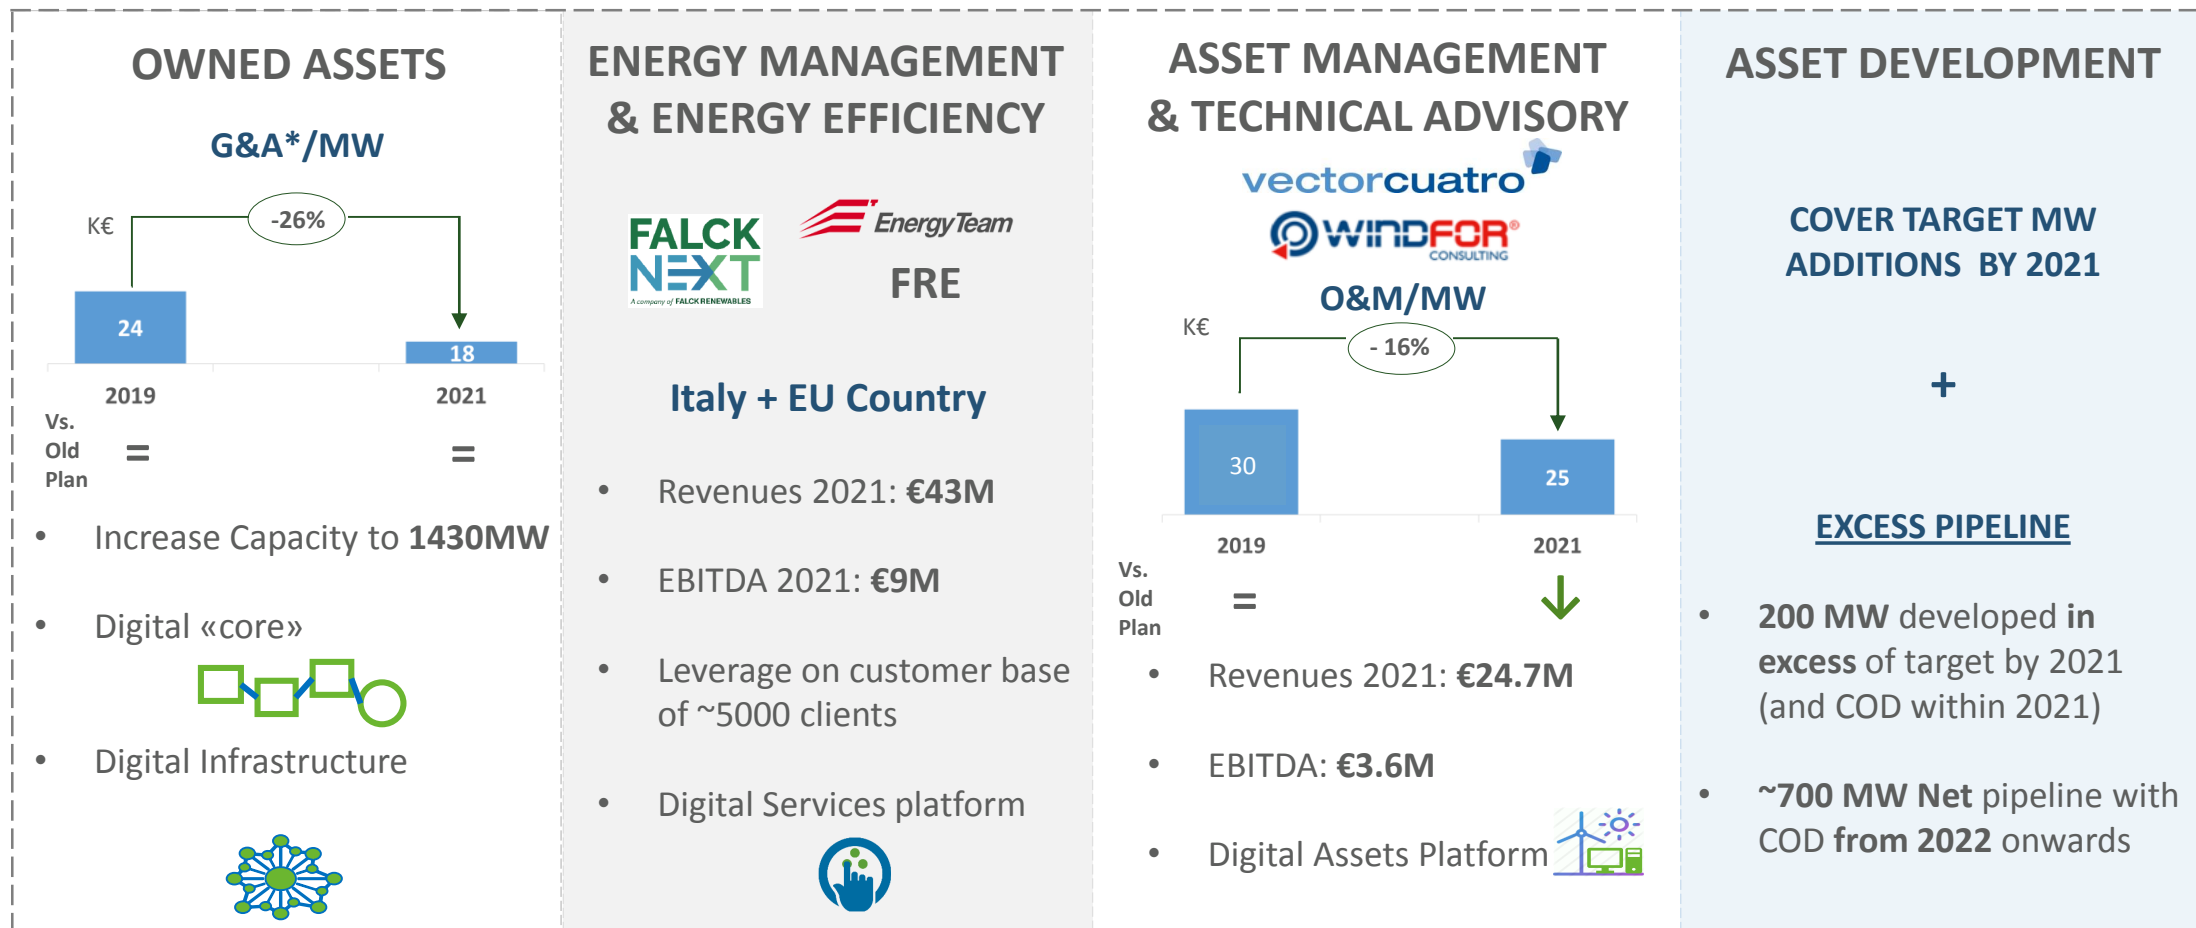 OWNED ASSETS
G&A*/MW
K€
-26%
24
18
2019
2021
Vs.
Old
Plan
=
=
• Increase Capacity to 1430MW
• Digital «core»
• Digital Infrastructure
ENERGY MANAGEMENT
& ENERGY EFFICIENCY
FALCK
NEXT
A company of FALCK RENEWABLES
EnergyTeam
FRE
Italy + EU Country
• Revenues 2021: €43M
• EBITDA 2021: €9M
• Leverage on customer base
of ~5000 clients
• Digital Services platform
ASSET MANAGEMENT
& TECHNICAL ADVISORY
vectorcuatro
WINDFOR®
CONSULTING
O&M/MW
K€
- 16%
30
25
2019
2021
Vs.
Old
Plan
=
• Revenues 2021: €24.7M
• EBITDA: €3.6M
• Digital Assets Platform
ASSET DEVELOPMENT
COVER TARGET MW
ADDITIONS BY 2021
+
EXCESS PIPELINE
• 200 MW developed in
excess of target by 2021
(and COD within 2021)
• ~700 MW Net pipeline with
COD from 2022 onwards